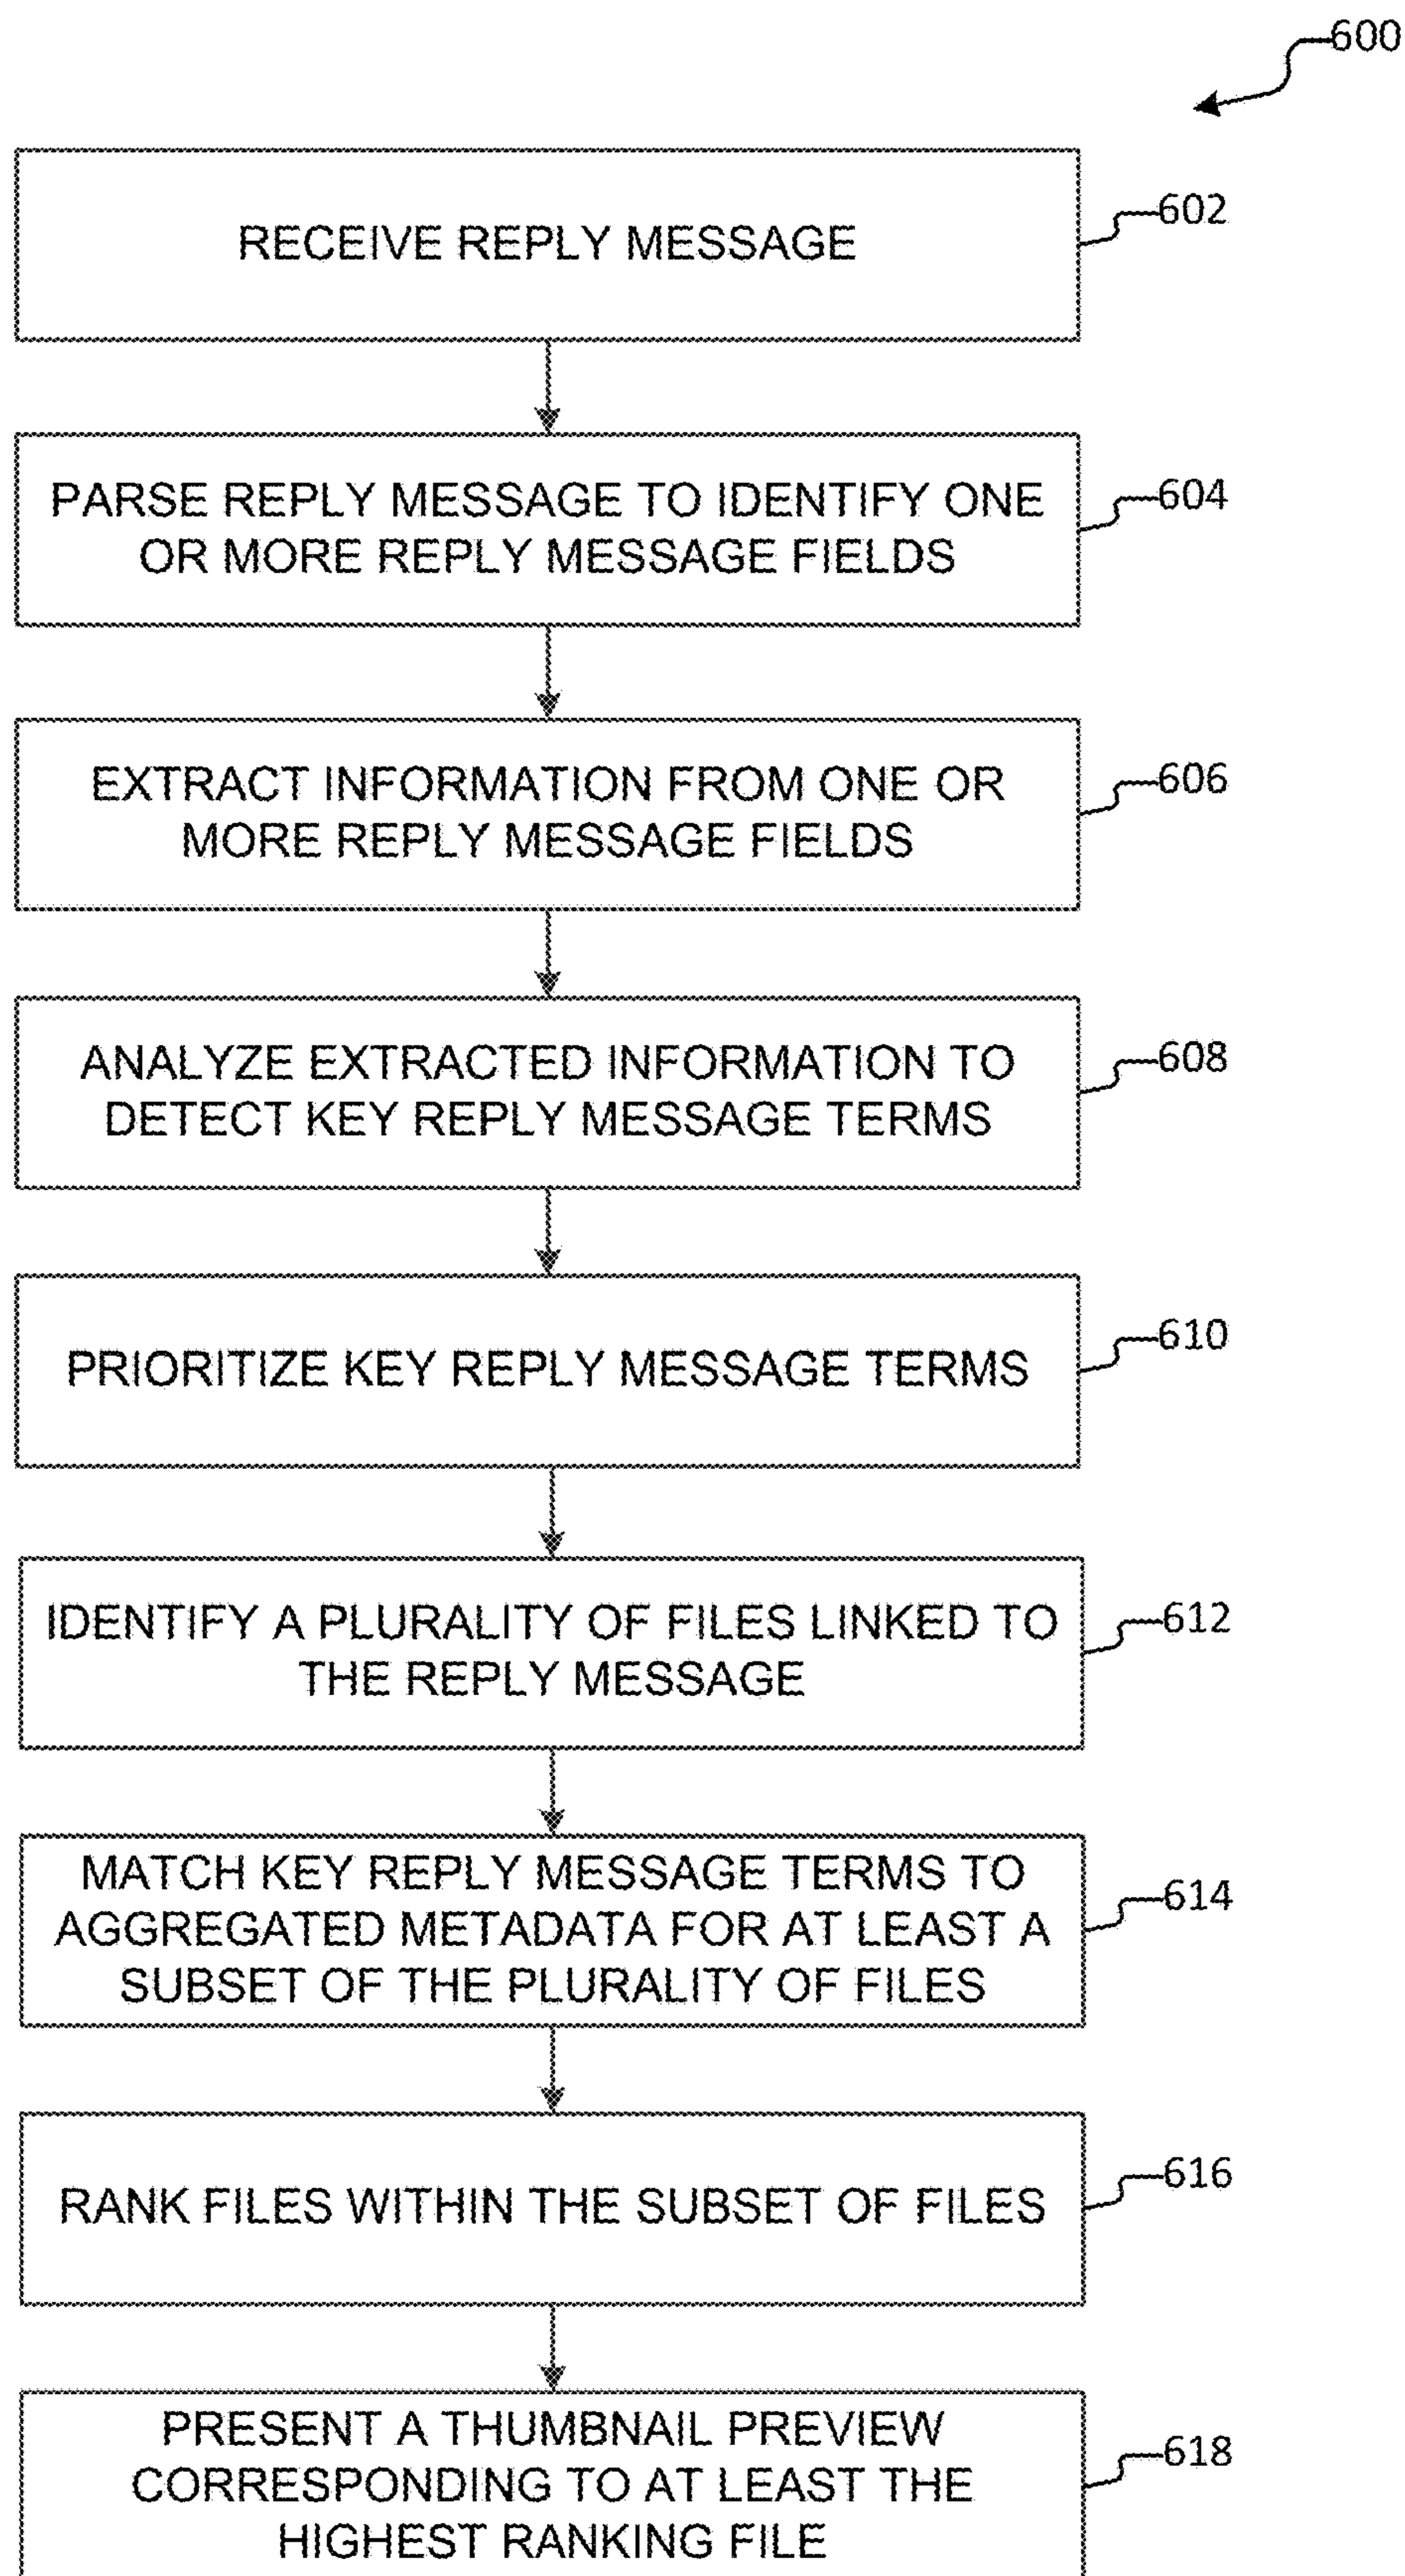 600
RECEIVE REPLY MESSAGE
602
PARSE REPLY MESSAGE TO IDENTIFY ONE
OR MORE REPLY MESSAGE FIELDS
604
EXTRACT INFORMATION FROM ONE OR
MORE REPLY MESSAGE FIELDS
606
ANALYZE EXTRACTED INFORMATION TO
DETECT KEY REPLY MESSAGE TERMS
608
PRIORITIZE KEY REPLY MESSAGE TERMS
610
IDENTIFY A PLURALITY OF FILES LINKED TO
THE REPLY MESSAGE
612
MATCH KEY REPLY MESSAGE TERMS TO
AGGREGATED METADATA FOR AT LEAST A
SUBSET OF THE PLURALITY OF FILES
614
RANK FILES WITHIN THE SUBSET OF FILES
616
PRESENT A THUMBNAIL PREVIEW
CORRESPONDING TO AT LEAST THE
HIGHEST RANKING FILE
618